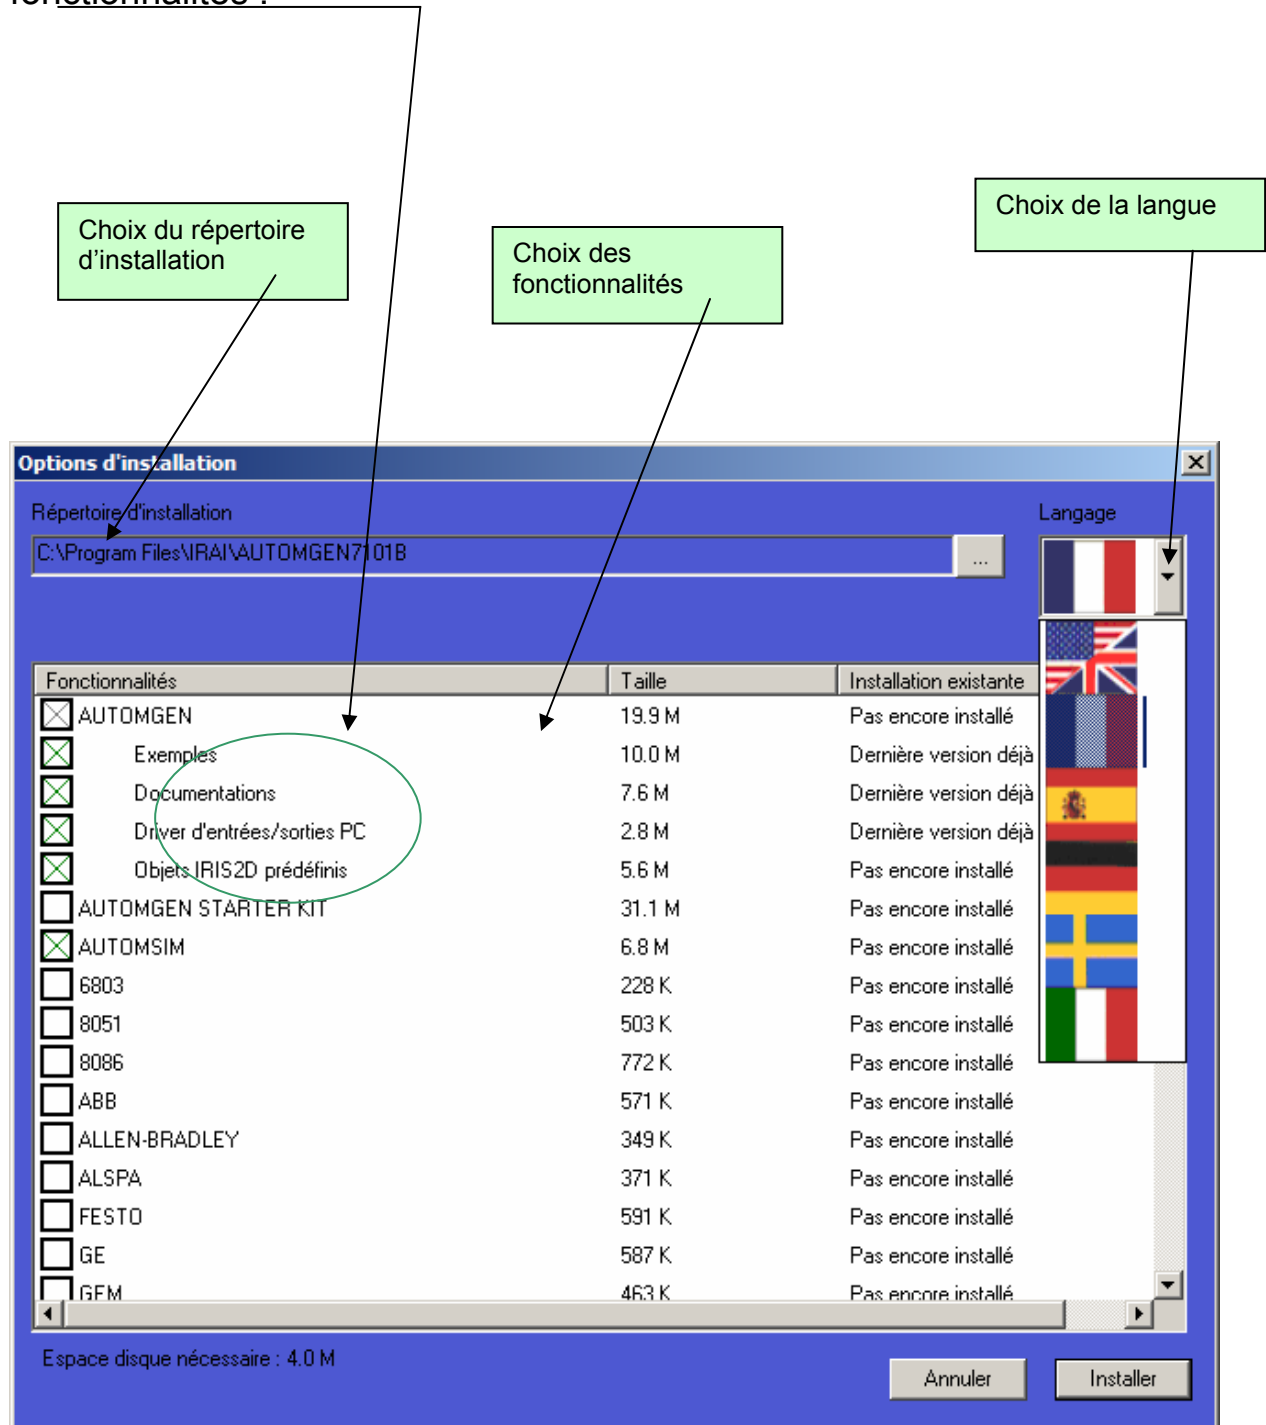 fonctionnalités :
Choix du répertoire
d'installation
Choix des
fonctionnalités
Choix de la langue
Options d'installation
Répertoire d'installation
Langage
C:\Program Files\IRAI\AUTOMGEN7101B
...
Fonctionnalités Taille Installation existante
AUTOMGEN 19.9 M Pas encore installé
Exemples 10.0 M Dernière version déjà
Documentations 7.6 M Dernière version déjà
Driver d'entrées/sorties PC 2.8 M Dernière version déjà
Objets IRIS2D prédéfinis 5.6 M Pas encore installé
AUTOMGEN STARTER KIT 31.1 M Pas encore installé
AUTOMSIM 6.8 M Pas encore installé
6803 228 K Pas encore installé
8051 503 K Pas encore installé
8086 772 K Pas encore installé
ABB 571 K Pas encore installé
ALLEN-BRADLEY 349 K Pas encore installé
ALSPA 371 K Pas encore installé
FESTO 591 K Pas encore installé
GE 587 K Pas encore installé
GEM 463 K Pas encore installé
Espace disque nécessaire : 4.0 M
Annuler
Installer